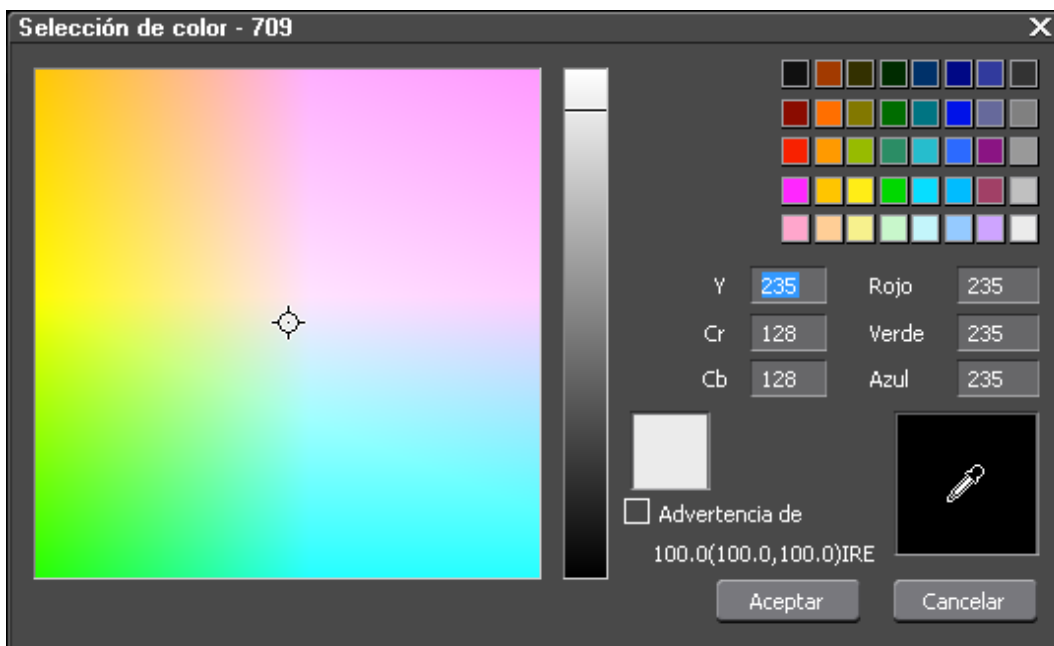 Selección de color - 709
Y 235 Rojo 235
Cr 128 Verde 235
Cb 128 Azul 235
Advertencia de
100.0(100.0,100.0)IRE
Aceptar Cancelar